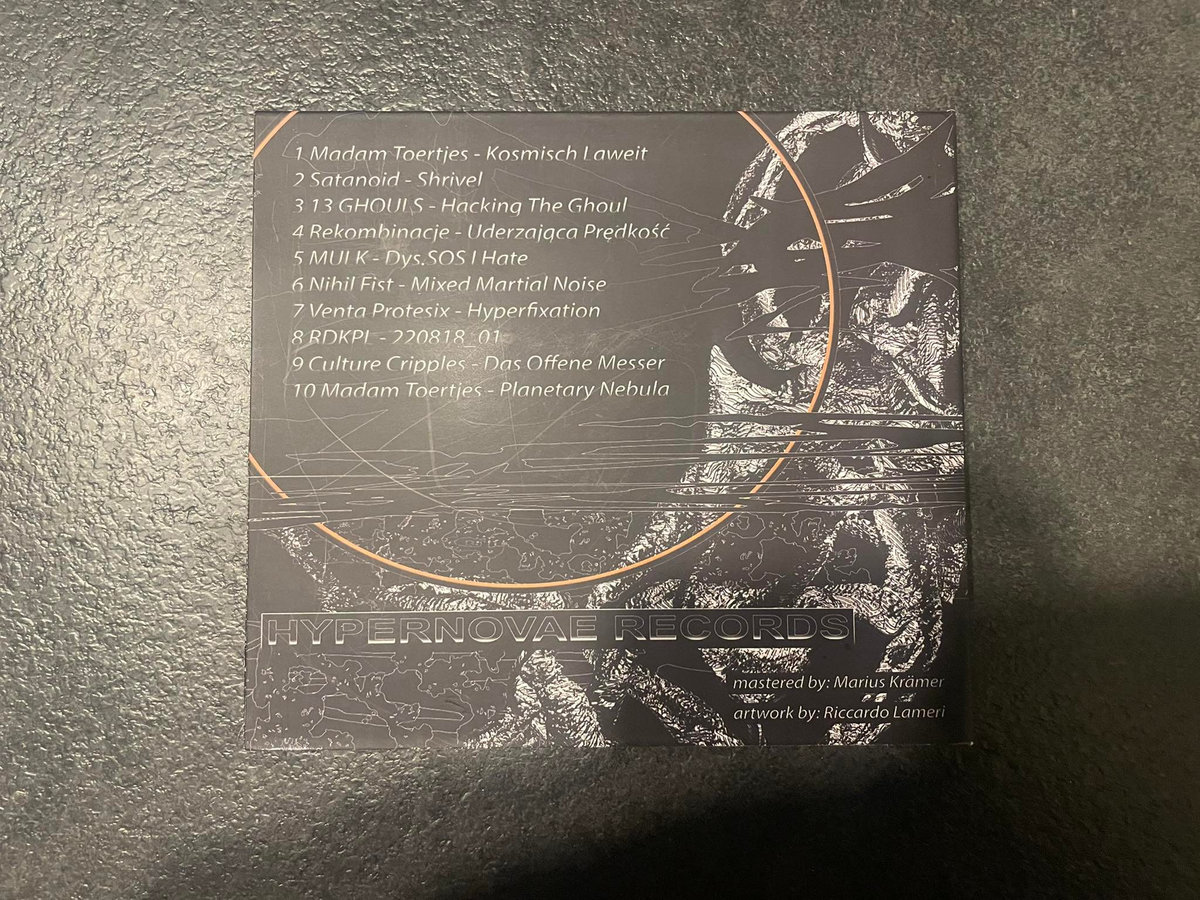 1 Madam Toertjes - Kosmisch Laweit
2 Satanoid - Shrivel
3 13 GHOULS - Hacking The Ghoul
4 Rekombinacje - Uderzająca Prędkość
5 MULK - Dys.SOS I Hate
6 Nihil Fist - Mixed Martial Noise
7 Venta Protesix - Hyperfixation
8 RDKPL - 220818_01
9 Culture Cripples - Das Offene Messer
10 Madam Toertjes - Planetary Nebula
HYPERNOVAE RECORDS
mastered by: Marius Krämer
artwork by: Riccardo Lameri